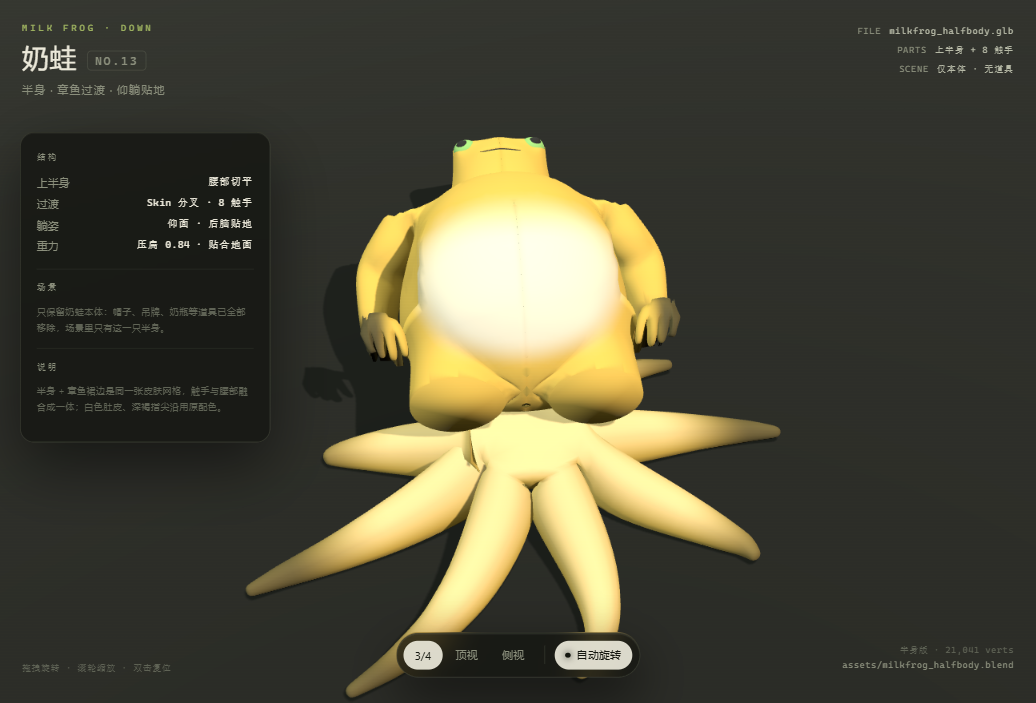 MILK FROG · DOWN
奶蛙 NO.13
半身 · 章鱼过渡 · 仰躺贴地
FILE milkfrog_halfbody.glb
PARTS 上半身 + 8 触手
SCENE 仅本体 · 无道具
结构
上半身 腰部切平
过渡 Skin 分叉 · 8 触手
躺姿 仰面 · 后脑贴地
重力 压扁 0.84 · 贴合地面
场景
只保留奶蛙本体：帽子、吊牌、奶瓶等道具已全部
移除，场景里只有这一只半身。
说明
半身 + 章鱼裙边是同一张皮肤网格，触手与腰部融
合成一体；白色肚皮、深褐指尖沿用原配色。
拖拽旋转 · 滚轮缩放 · 双击复位
3/4 顶视 侧视 自动旋转
半身版 · 21,041 verts
assets/milkfrog_halfbody.blend